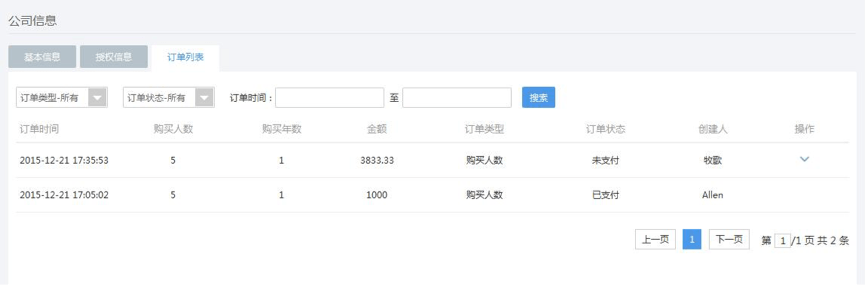 公司信息
基本信息 授权信息 订单列表
订单类型-所有 订单状态-所有 订单时间： 至 搜索
订单时间 购买人数 购买年数 金额 订单类型 订单状态 创建人 操作
2015-12-21 17:35:53 5 1 3833.33 购买人数 未支付 牧歌
2015-12-21 17:05:02 5 1 1000 购买人数 已支付 Allen
上一页 1 下一页 第 1 /1 页 共 2 条